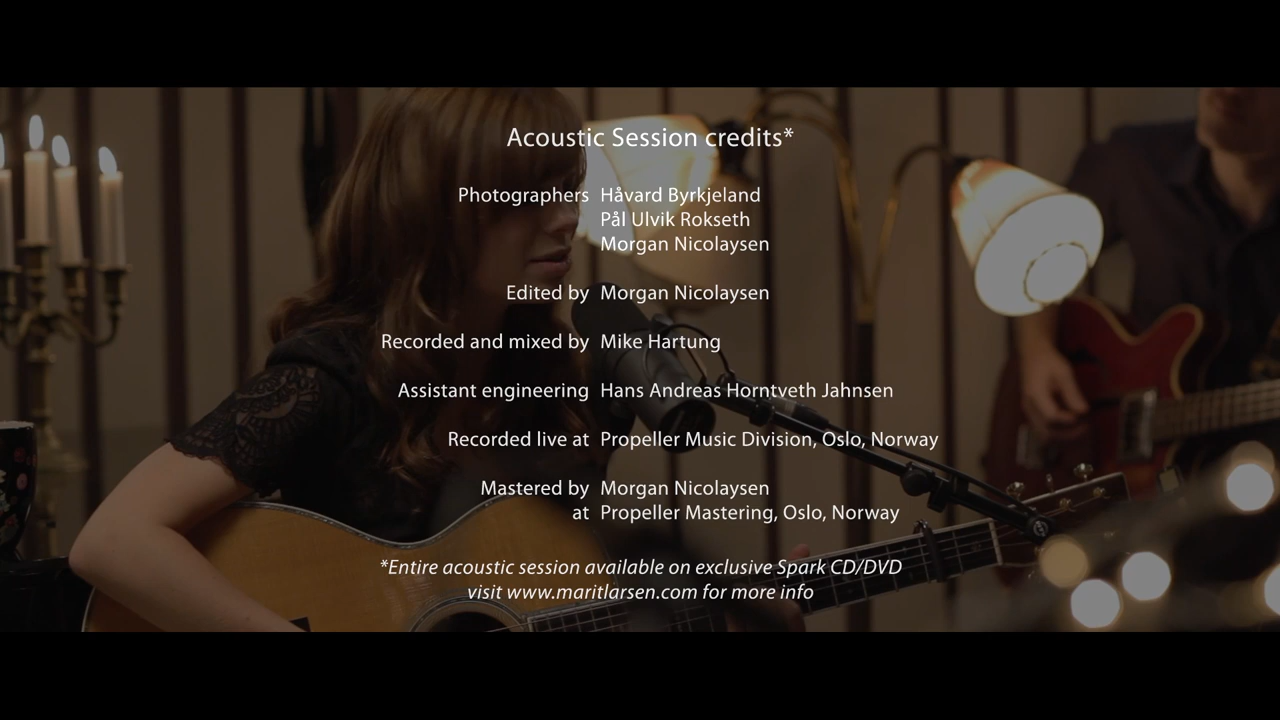 Acoustic Session credits*
Photographers Håvard Byrkjeland
Pål Ulvik Rokseth
Morgan Nicolaysen
Edited by Morgan Nicolaysen
Recorded and mixed by Mike Hartung
Assistant engineering Hans Andreas Horntveth Jahnsen
Recorded live at Propeller Music Division, Oslo, Norway
Mastered by Morgan Nicolaysen
at Propeller Mastering, Oslo, Norway
*Entire acoustic session available on exclusive Spark CD/DVD
visit www.maritlarsen.com for more info